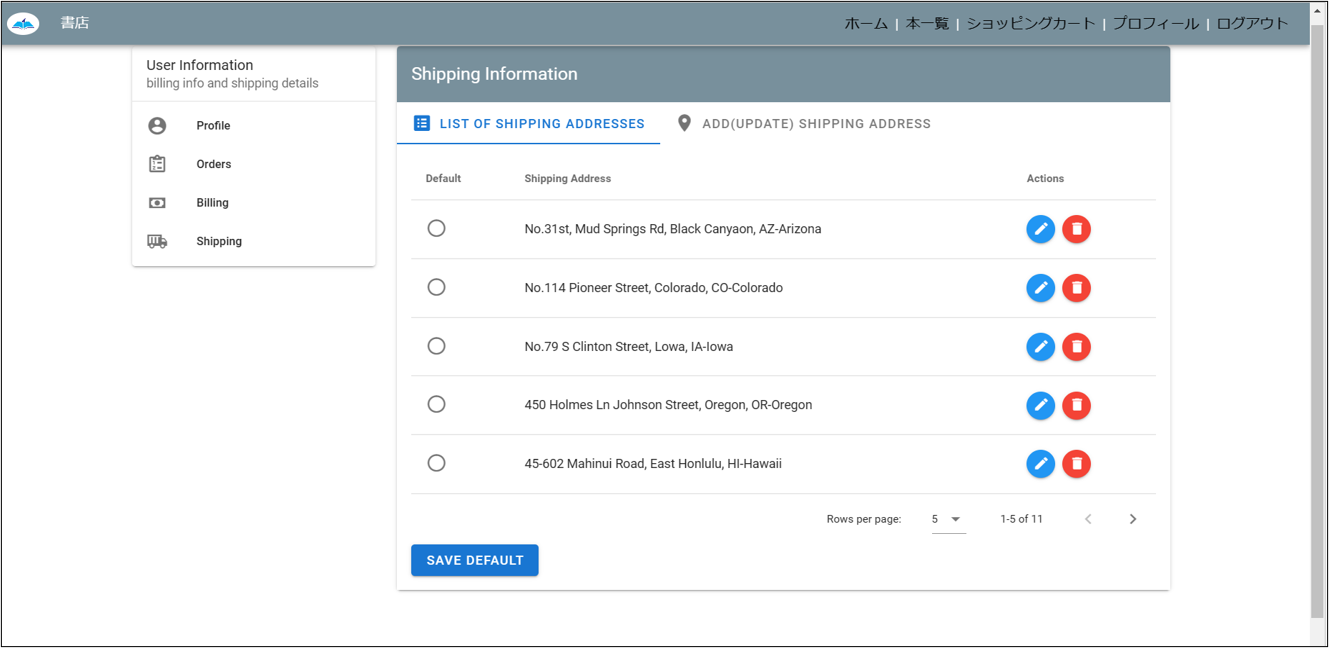 書店
ホーム | 本一覧 | ショッピングカート | プロフィール | ログアウト
User Information
billing info and shipping details
Profile
Orders
Billing
Shipping
Shipping Information
LIST OF SHIPPING ADDRESSES
ADD(UPDATE) SHIPPING ADDRESS
Default Shipping Address Actions
No.31st, Mud Springs Rd, Black Canyaon, AZ-Arizona
No.114 Pioneer Street, Colorado, CO-Colorado
No.79 S Clinton Street, Lowa, IA-Iowa
450 Holmes Ln Johnson Street, Oregon, OR-Oregon
45-602 Mahinui Road, East Honlulu, HI-Hawaii
Rows per page: 5 1-5 of 11
SAVE DEFAULT